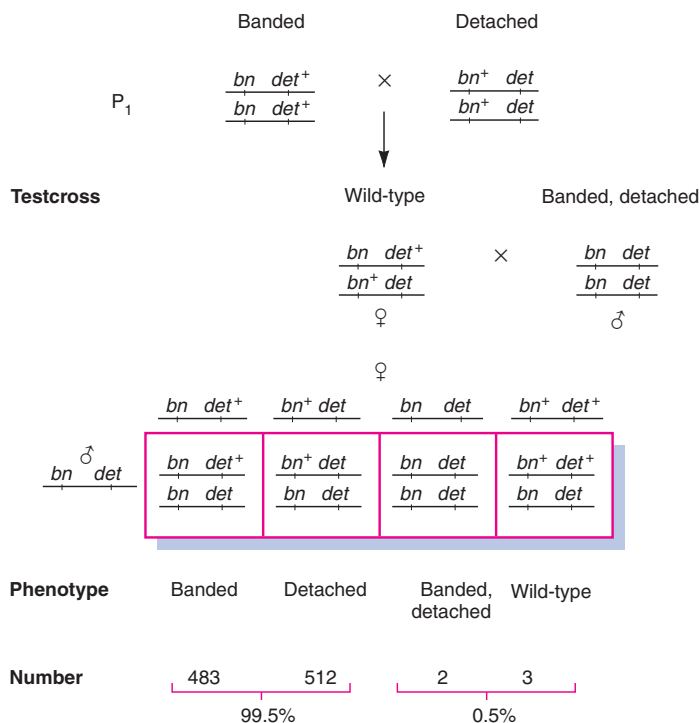 Banded Detached
bn det+ × bn+ det
P1
bn det+ bn+ det
Testcross Wild-type Banded, detached
bn det+ × bn det
bn+ det bn det
♀ ♂
♀
bn det+ bn+ det bn det bn+ det+
♂
bn det
bn det+ bn+ det bn det bn+ det+
bn det bn det bn det bn det
Phenotype Banded Detached Banded, detached Wild-type
Number 483 512 2 3
99.5% 0.5%